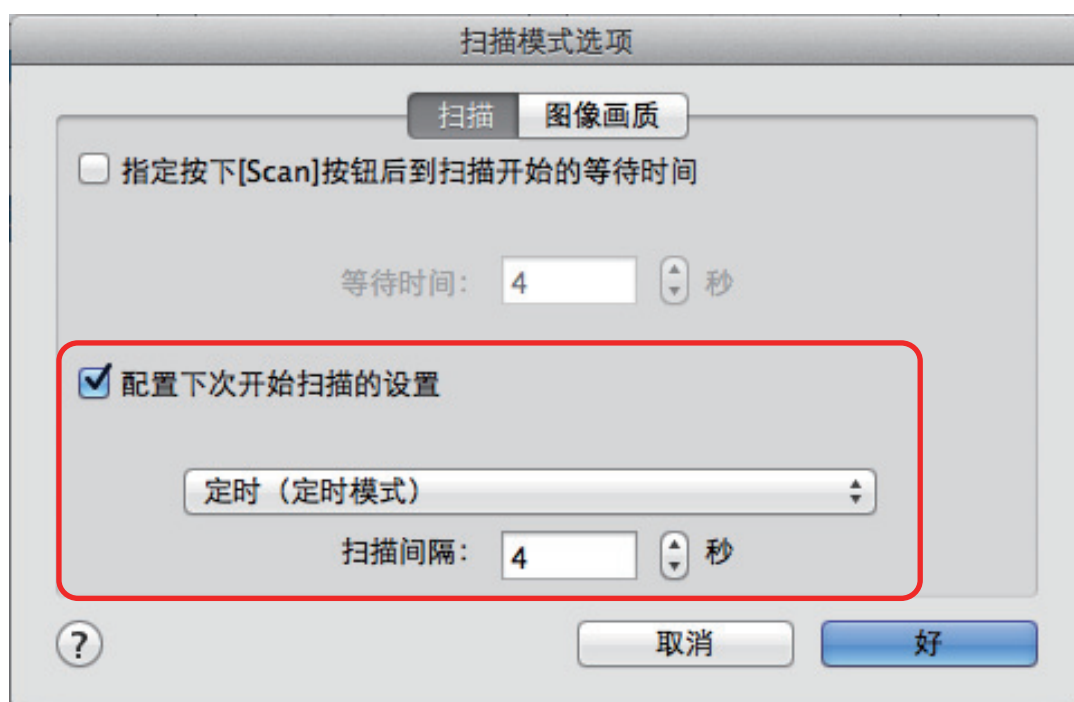 扫描模式选项
扫描 图像画质
指定按下[Scan]按钮后到扫描开始的等待时间
等待时间: 4 秒
配置下次开始扫描的设置
定时（定时模式）
扫描间隔: 4 秒
? 取消 好